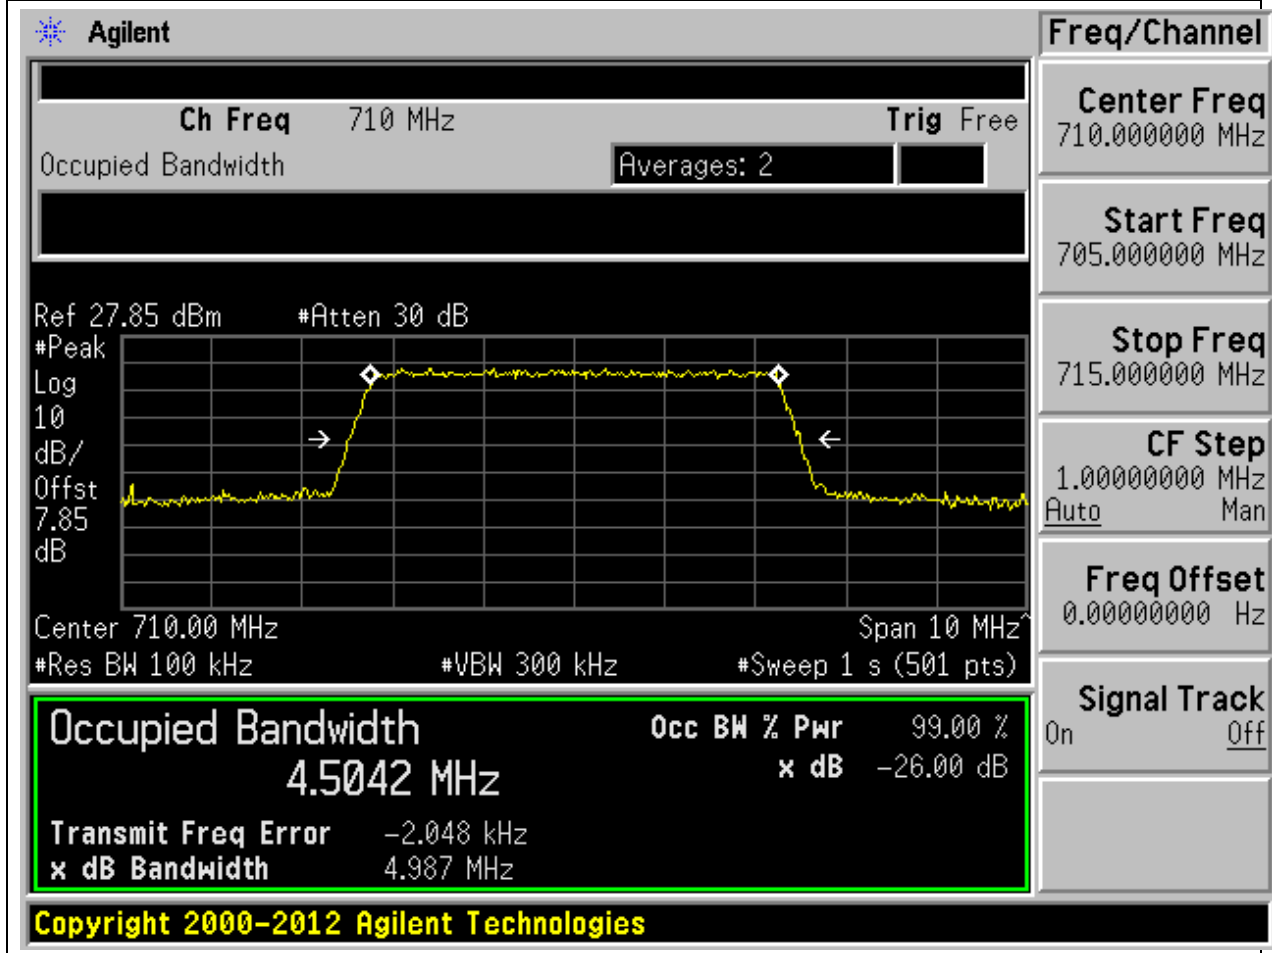 Agilent
Freq/Channel
Ch Freq 710 MHz Trig Free
Occupied Bandwidth Averages: 2
Center Freq
710.000000 MHz
Start Freq
705.000000 MHz
Stop Freq
715.000000 MHz
CF Step
1.00000000 MHz
Auto Man
Freq Offset
0.00000000 Hz
Signal Track
On Off
Ref 27.85 dBm #Atten 30 dB
#Peak
Log
10
dB/
Offst
7.85
dB
Center 710.00 MHz Span 10 MHz^
#Res BW 100 kHz #VBW 300 kHz #Sweep 1 s (501 pts)
Occupied Bandwidth Occ BW % Pwr 99.00 %
4.5042 MHz x dB -26.00 dB
Transmit Freq Error -2.048 kHz
x dB Bandwidth 4.987 MHz
Copyright 2000-2012 Agilent Technologies